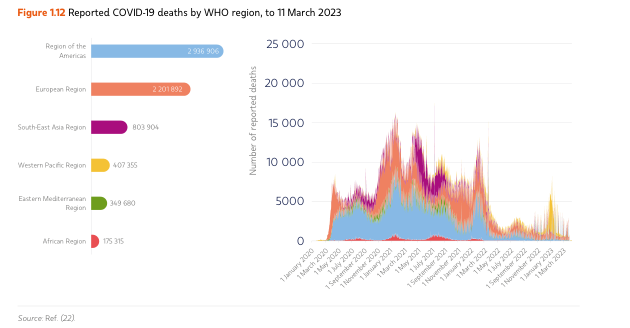 Figure 1.12 Reported COVID-19 deaths by WHO region, to 11 March 2023
Region of the
Americas
2 936 906
European Region
2 201 892
South-East Asia Region
803 904
Western Pacific Region
407 355
Eastern Mediterranean
Region
349 680
African Region
175 315
Number of reported deaths
25 000
20 000
15 000
10 000
5000
0
1 January 2020
1 March 2020
1 May 2020
1 July 2020
1 September 2020
1 November 2020
1 January 2021
1 March 2021
1 May 2021
1 July 2021
1 September 2021
1 November 2021
1 January 2022
1 March 2022
1 May 2022
1 July 2022
1 September 2022
1 November 2022
1 January 2023
1 March 2023
Source: Ref. (22).